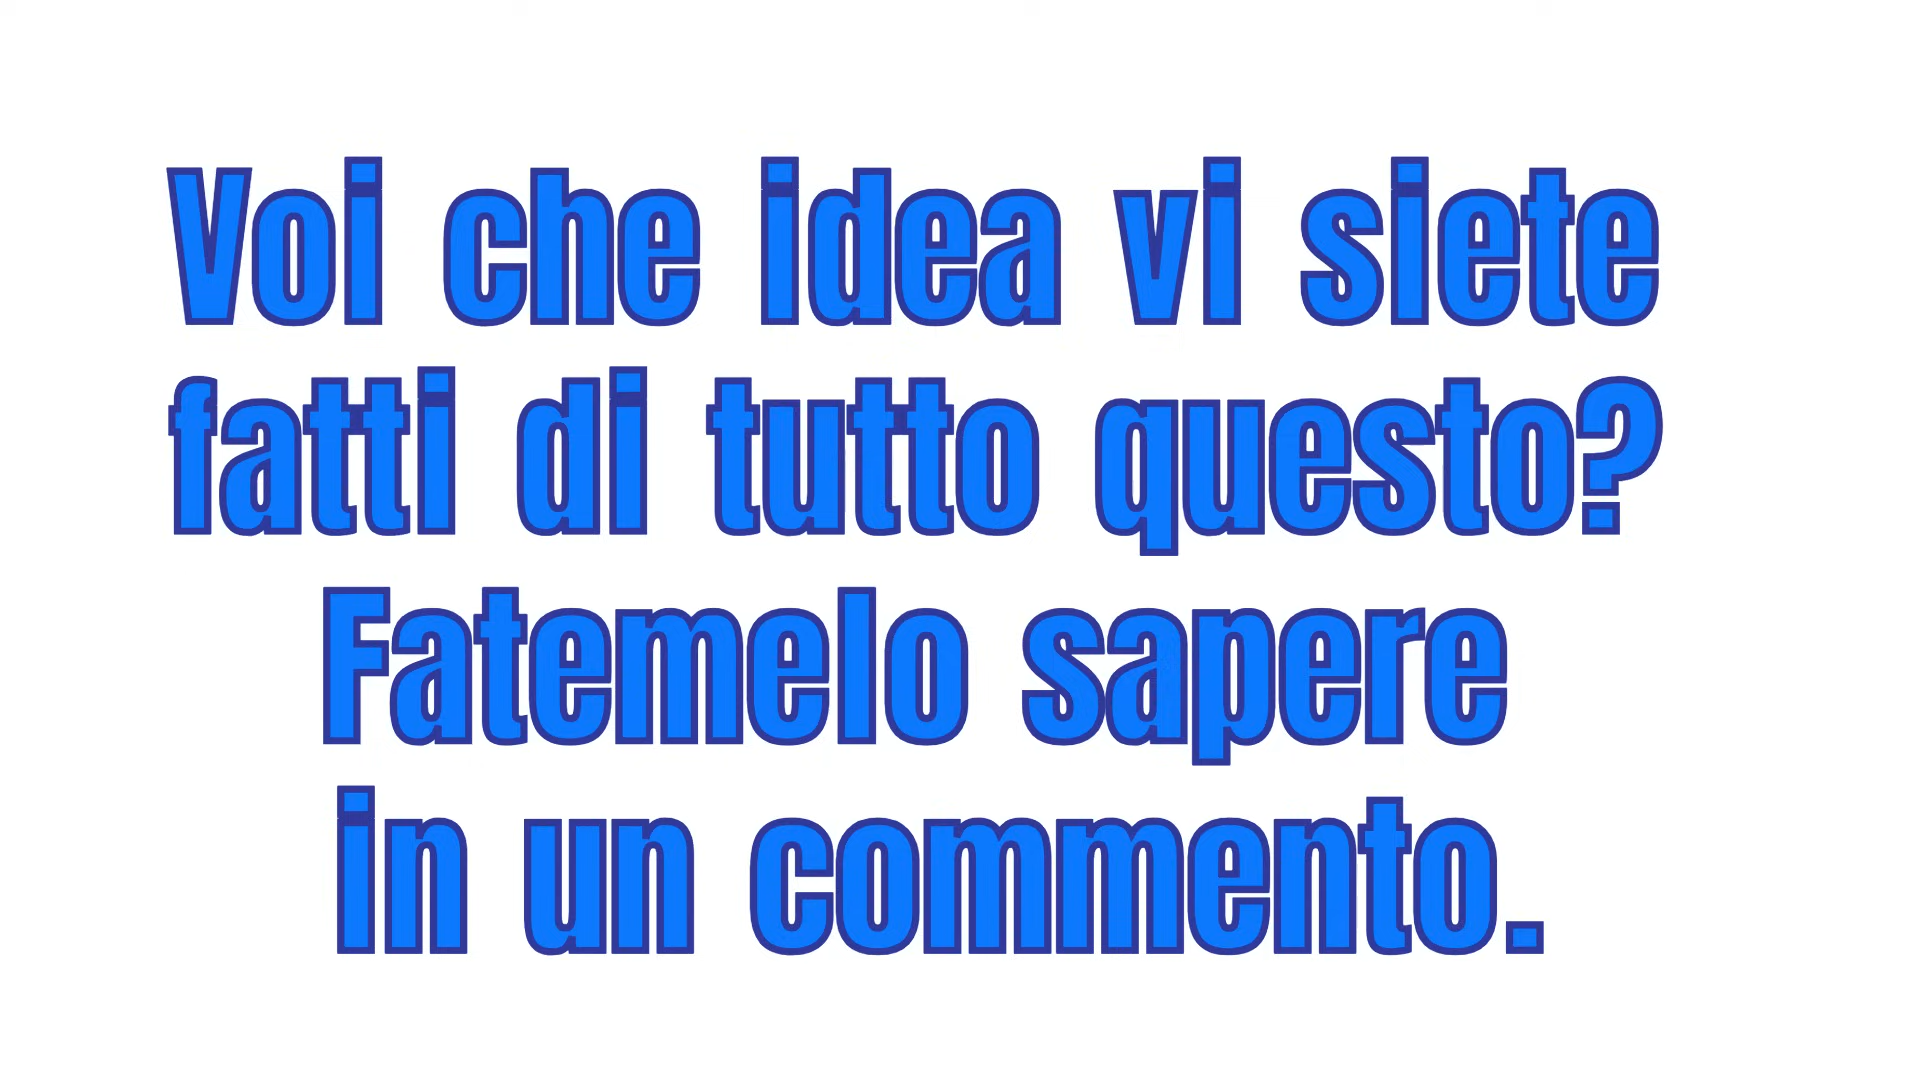 Voi che idea vi siete
fatti di tutto questo?
Fatemelo sapere
in un commento.